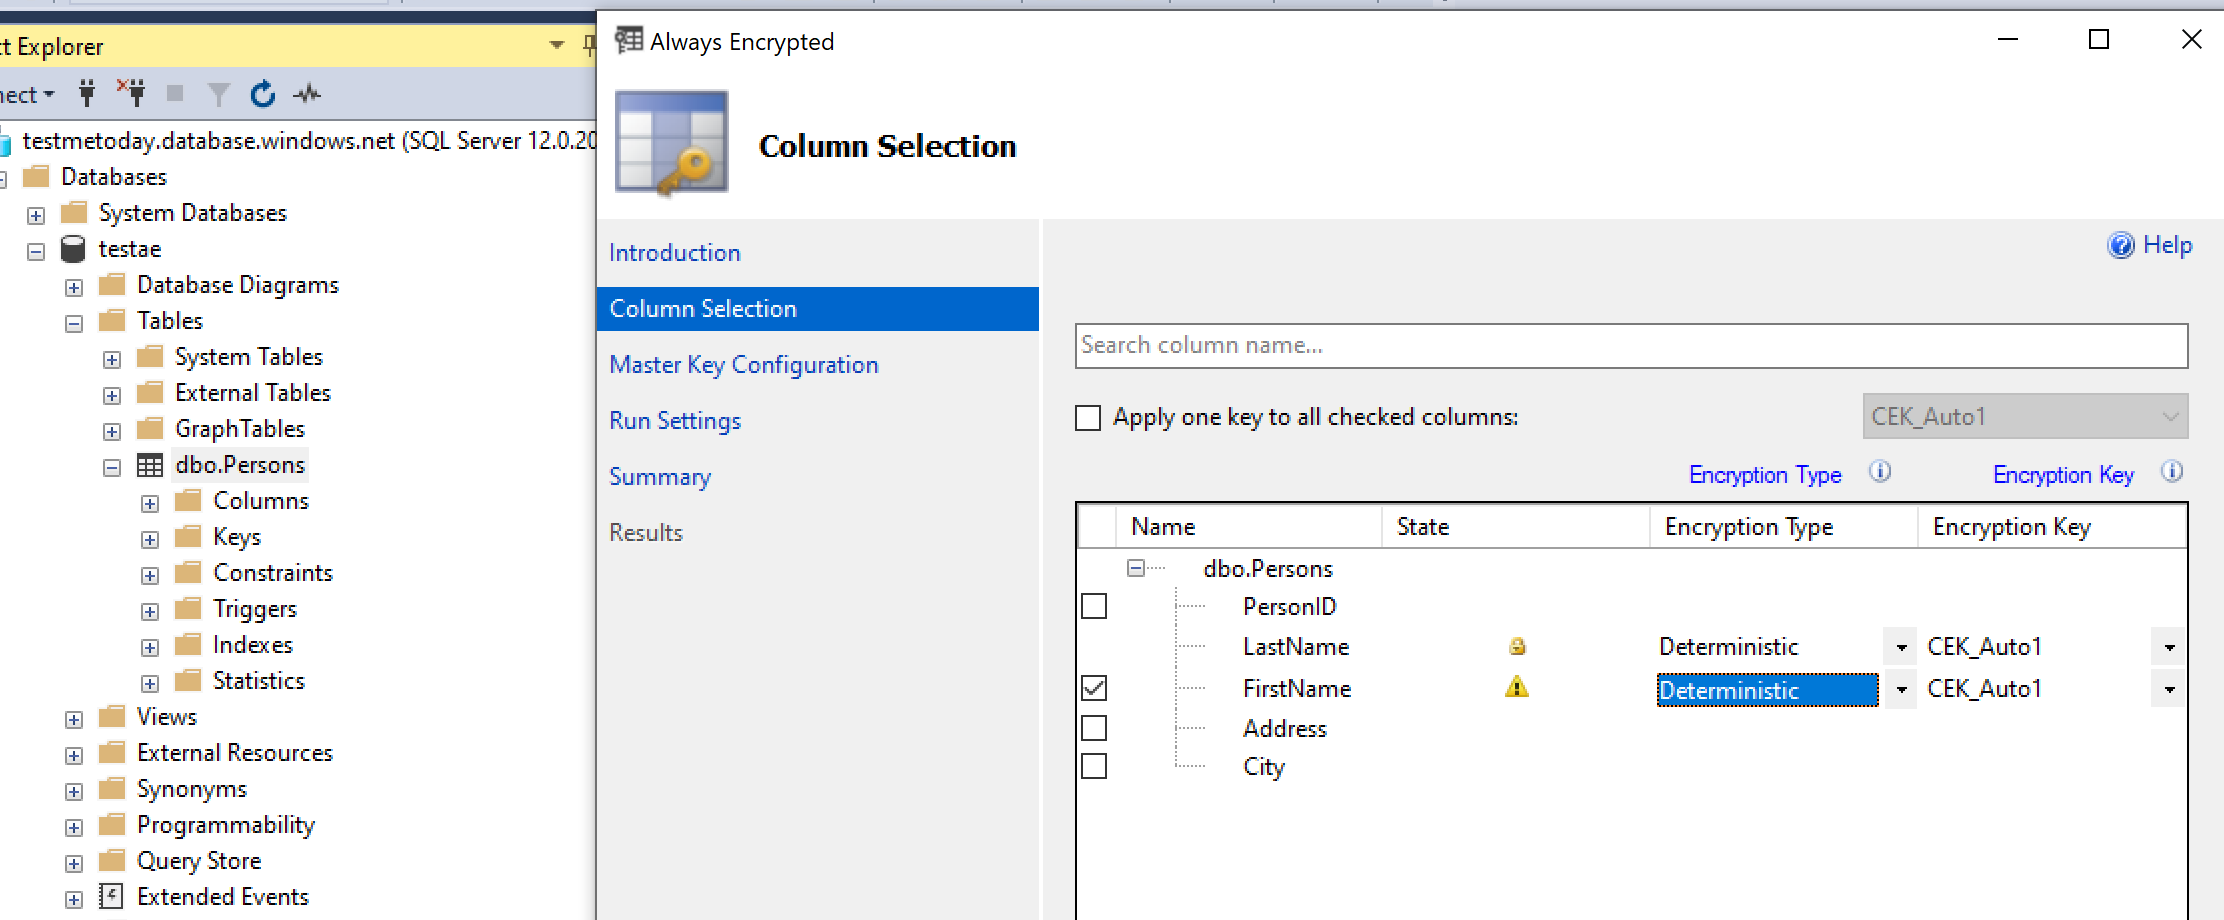 t Explorer
nect
testmetoday.database.windows.net (SQL Server 12.0.20
Databases
System Databases
testae
Database Diagrams
Tables
System Tables
External Tables
GraphTables
dbo.Persons
Columns
Keys
Constraints
Triggers
Indexes
Statistics
Views
External Resources
Synonyms
Programmability
Query Store
Extended Events
Always Encrypted
Column Selection
Introduction
Column Selection
Master Key Configuration
Run Settings
Summary
Results
Help
Search column name...
Apply one key to all checked columns: CEK_Auto1
Encryption Type Encryption Key
Name State Encryption Type Encryption Key
dbo.Persons
PersonID
LastName Deterministic CEK_Auto1
FirstName Deterministic CEK_Auto1
Address
City